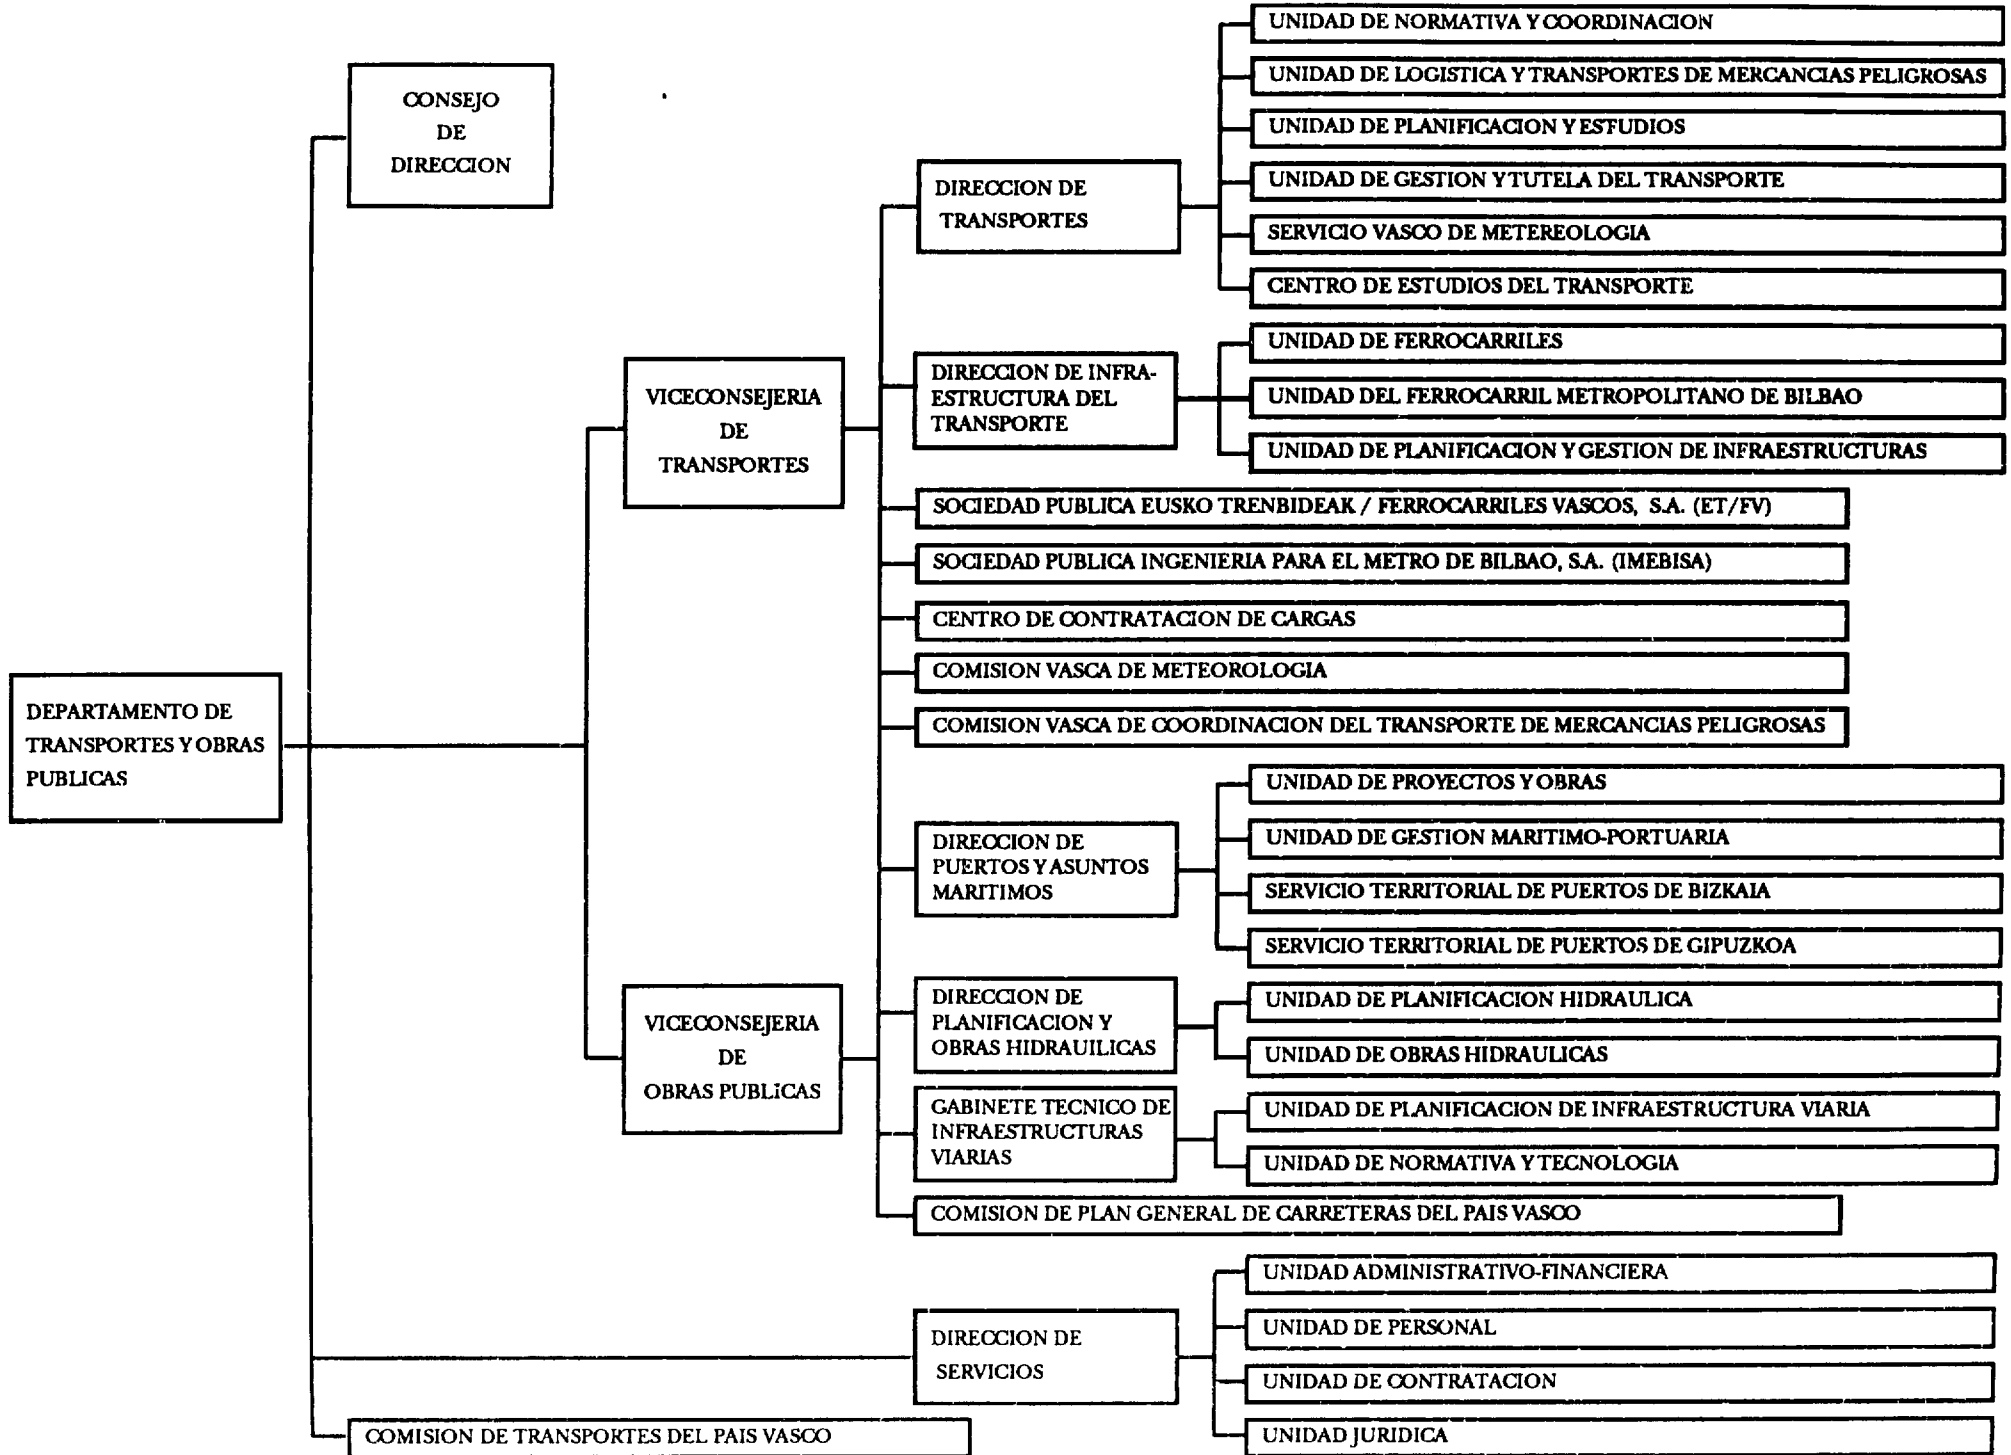 CONSEJO
DE
DIRECCION
UNIDAD DE NORMATIVA Y COORDINACION
UNIDAD DE LOGISTICA Y TRANSPORTES DE MERCANCIAS PELIGROSAS
UNIDAD DE PLANIFICACION Y ESTUDIOS
DIRECCION DE
TRANSPORTES
UNIDAD DE GESTION Y TUTELA DEL TRANSPORTE
SERVICIO VASCO DE METEREOLOGIA
CENTRO DE ESTUDIOS DEL TRANSPORTE
VICECONSEJERIA
DE
TRANSPORTES
DIRECCION DE INFRA-
ESTRUCTURA DEL
TRANSPORTE
UNIDAD DE FERROCARRILES
UNIDAD DEL FERROCARRIL METROPOLITANO DE BILBAO
UNIDAD DE PLANIFICACION Y GESTION DE INFRAESTRUCTURAS
SOCIEDAD PUBLICA EUSKO TRENBIDEAK / FERROCARRILES VASCOS, S.A. (ET/FV)
SOCIEDAD PUBLICA INGENIERIA PARA EL METRO DE BILBAO, S.A. (IMEBISA)
CENTRO DE CONTRATACION DE CARGAS
COMISION VASCA DE METEOROLOGIA
COMISION VASCA DE COORDINACION DEL TRANSPORTE DE MERCANCIAS PELIGROSAS
DEPARTAMENTO DE
TRANSPORTES Y OBRAS
PUBLICAS
DIRECCION DE
PUERTOS Y ASUNTOS
MARITIMOS
UNIDAD DE PROYECTOS Y OBRAS
UNIDAD DE GESTION MARITIMO-PORTUARIA
SERVICIO TERRITORIAL DE PUERTOS DE BIZKAIA
SERVICIO TERRITORIAL DE PUERTOS DE GIPUZKOA
VICECONSEJERIA
DE
OBRAS PUBLICAS
DIRECCION DE
PLANIFICACION Y
OBRAS HIDRAUILICAS
UNIDAD DE PLANIFICACION HIDRAULICA
UNIDAD DE OBRAS HIDRAULICAS
GABINETE TECNICO DE
INFRAESTRUCTURAS
VIARIAS
UNIDAD DE PLANIFICACION DE INFRAESTRUCTURA VIARIA
UNIDAD DE NORMATIVA Y TECNOLOGIA
COMISION DE PLAN GENERAL DE CARRETERAS DEL PAIS VASCO
DIRECCION DE
SERVICIOS
UNIDAD ADMINISTRATIVO-FINANCIERA
UNIDAD DE PERSONAL
UNIDAD DE CONTRATACION
UNIDAD JURIDICA
COMISION DE TRANSPORTES DEL PAIS VASCO